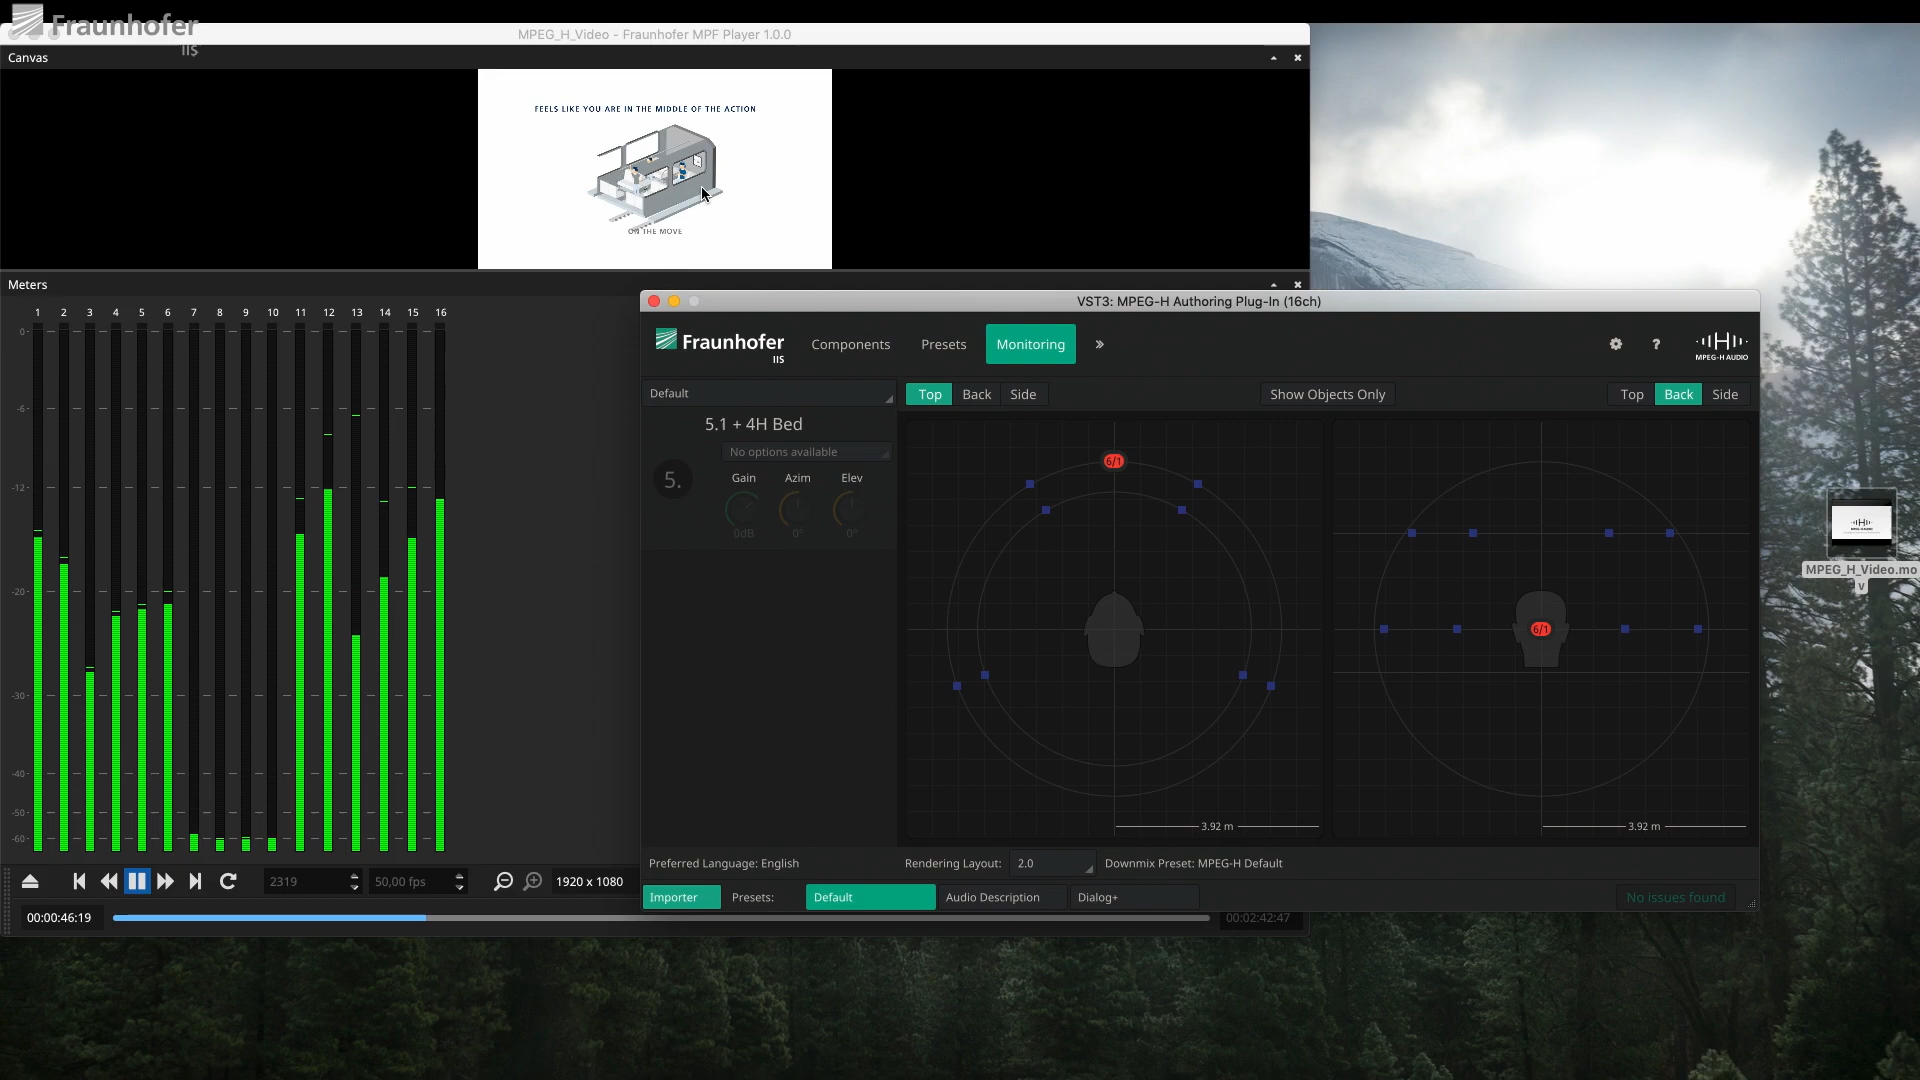 Fraunhofer
IIS
MPEG_H_Video - Fraunhofer MPF Player 1.0.0
Canvas
FEELS LIKE YOU ARE IN THE MIDDLE OF THE ACTION
ON THE MOVE
Meters
1 2 3 4 5 6 7 8 9 10 11 12 13 14 15 16
0
-6
-12
-20
-30
-40
-50
-60
2319
50,00 fps
1920 x 1080
00:00:46:19
00:02:42:47
VST3: MPEG-H Authoring Plug-In (16ch)
Fraunhofer
IIS
Components
Presets
Monitoring
»
?
MPEG-H AUDIO
Default
Top Back Side
Show Objects Only
Top Back Side
5.1 + 4H Bed
No options available
5.
Gain Azim Elev
0dB 0° 0°
6/1
6/1
3.92 m
3.92 m
Preferred Language: English
Rendering Layout: 2.0
Downmix Preset: MPEG-H Default
Importer
Presets:
Default
Audio Description
Dialog+
No issues found
MPEG_H_Video.mo
v